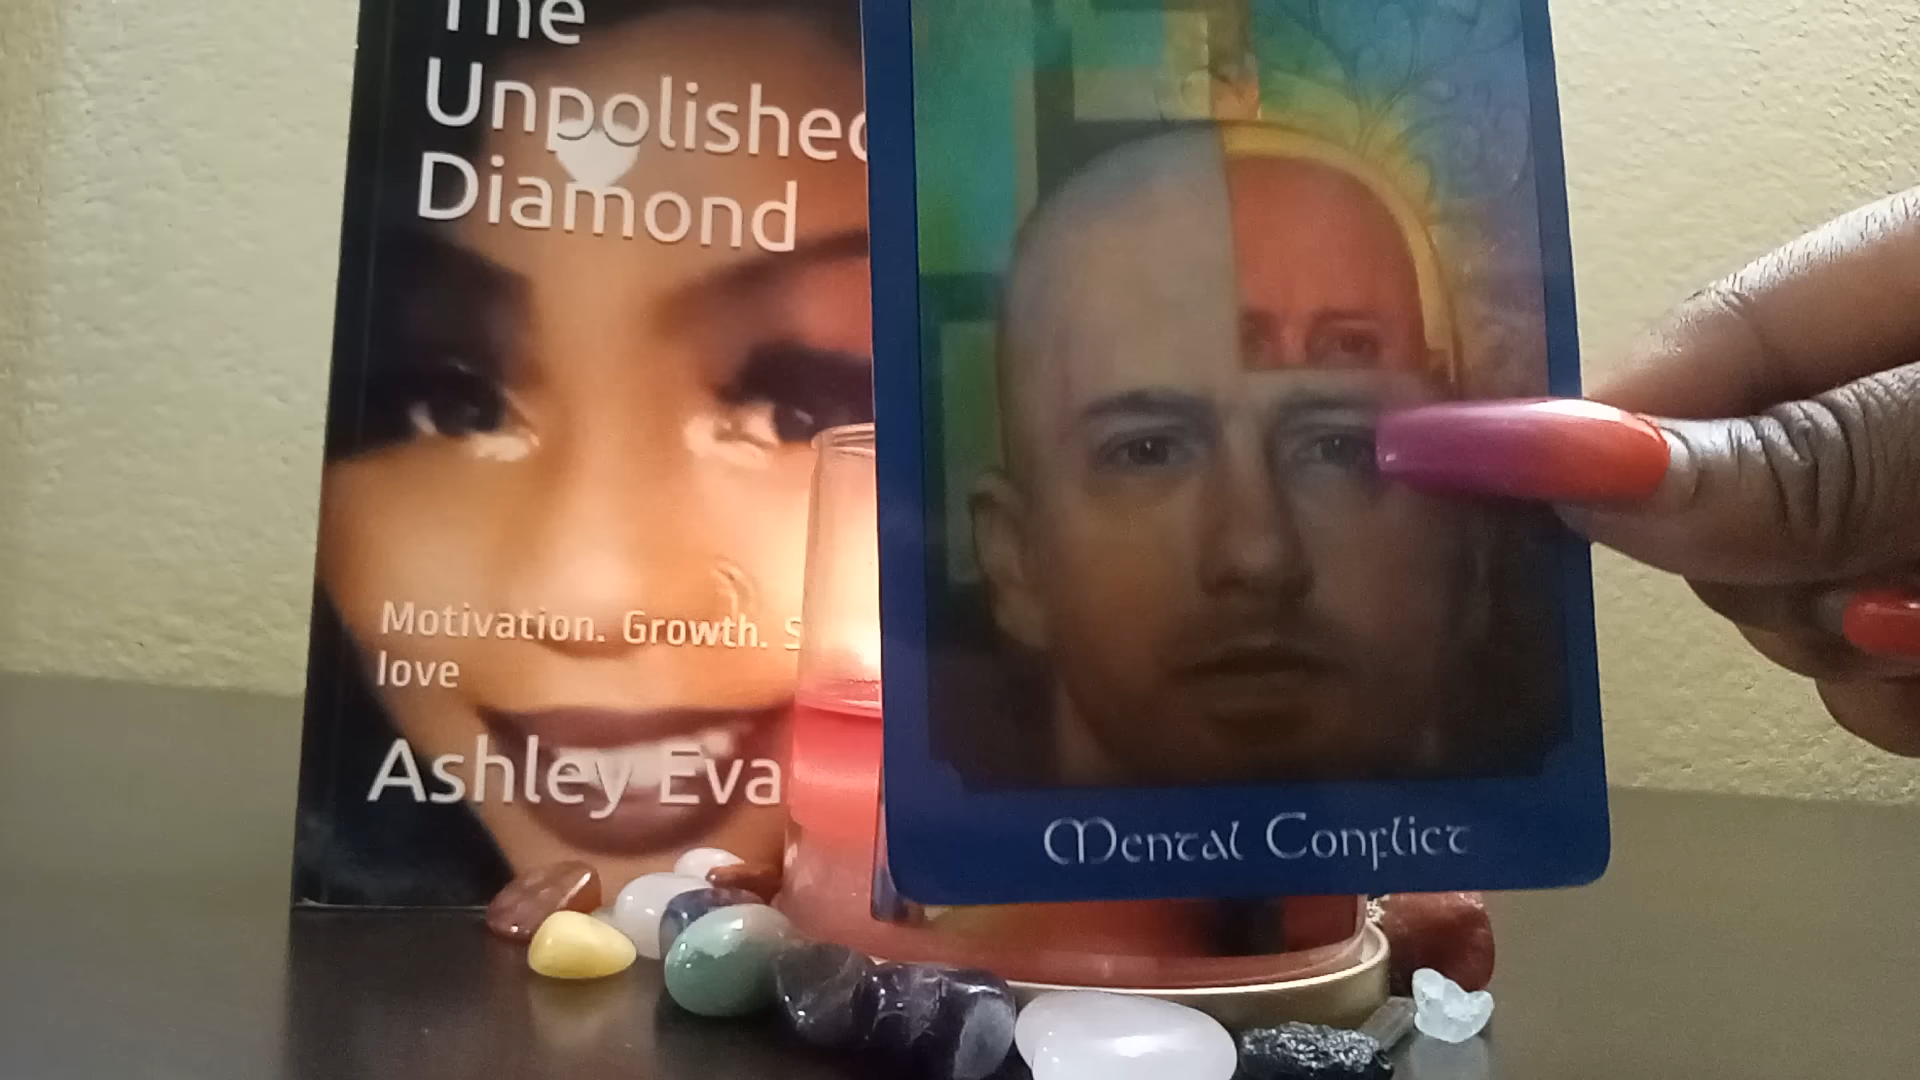 The
Unpolished
Diamond
Motivation. Growth. S
love
Ashley Eva
Mental Conflict